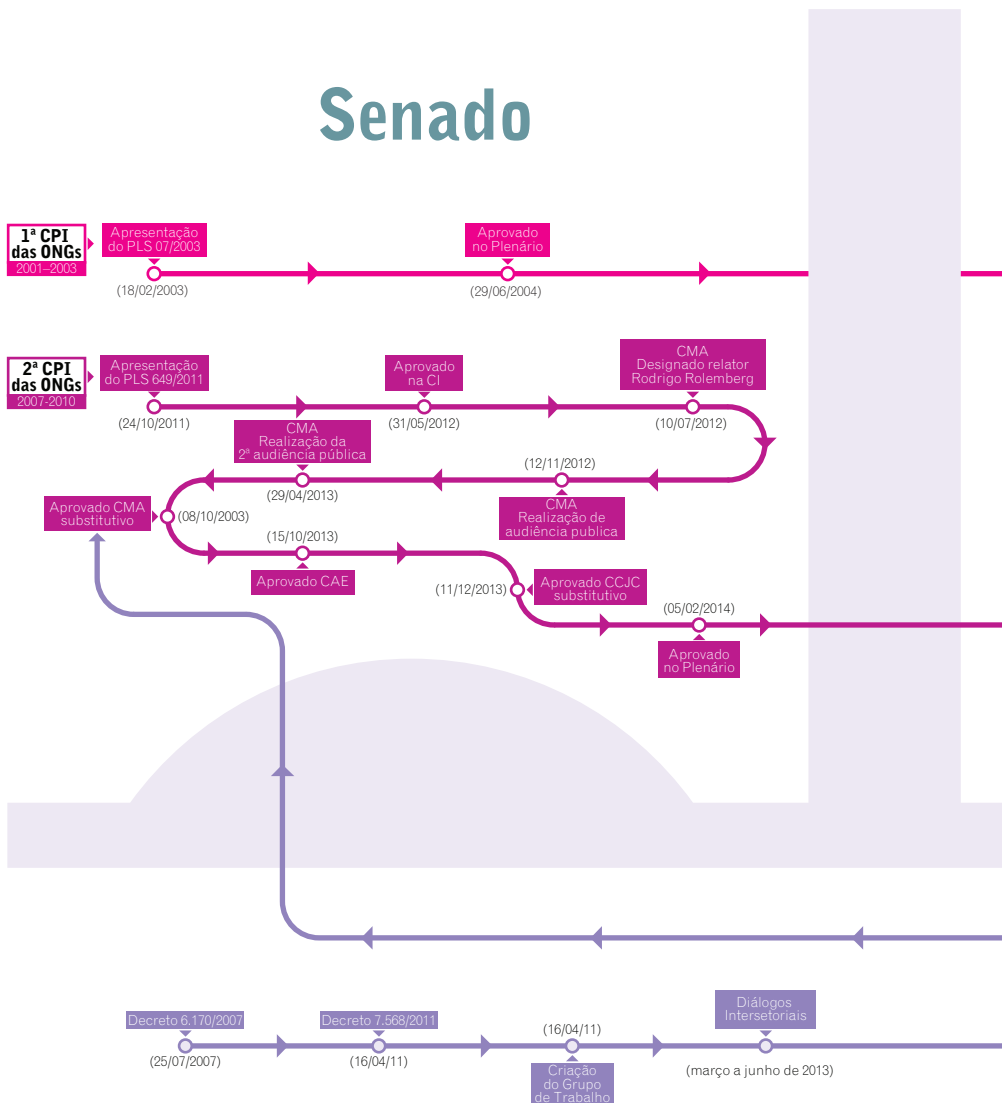 Senado
1ª CPI
das ONGs
2001–2003
Apresentação
do PLS 07/2003
(18/02/2003)
Aprovado
no Plenário
(29/06/2004)
2ª CPI
das ONGs
2007-2010
Apresentação
do PLS 649/2011
(24/10/2011)
Aprovado
na CI
(31/05/2012)
CMA
Designado relator
Rodrigo Rolemberg
(10/07/2012)
(12/11/2012)
CMA
Realização de
audiência publica
CMA
Realização da
2ª audiência pública
(29/04/2013)
Aprovado CMA
substitutivo
(08/10/2003)
(15/10/2013)
Aprovado CAE
(11/12/2013)
Aprovado CCJC
substitutivo
(05/02/2014)
Aprovado
no Plenário
Decreto 6.170/2007
(25/07/2007)
Decreto 7.568/2011
(16/04/11)
(16/04/11)
Criação
do Grupo
de Trabalho
Diálogos
Intersetoriais
(março a junho de 2013)